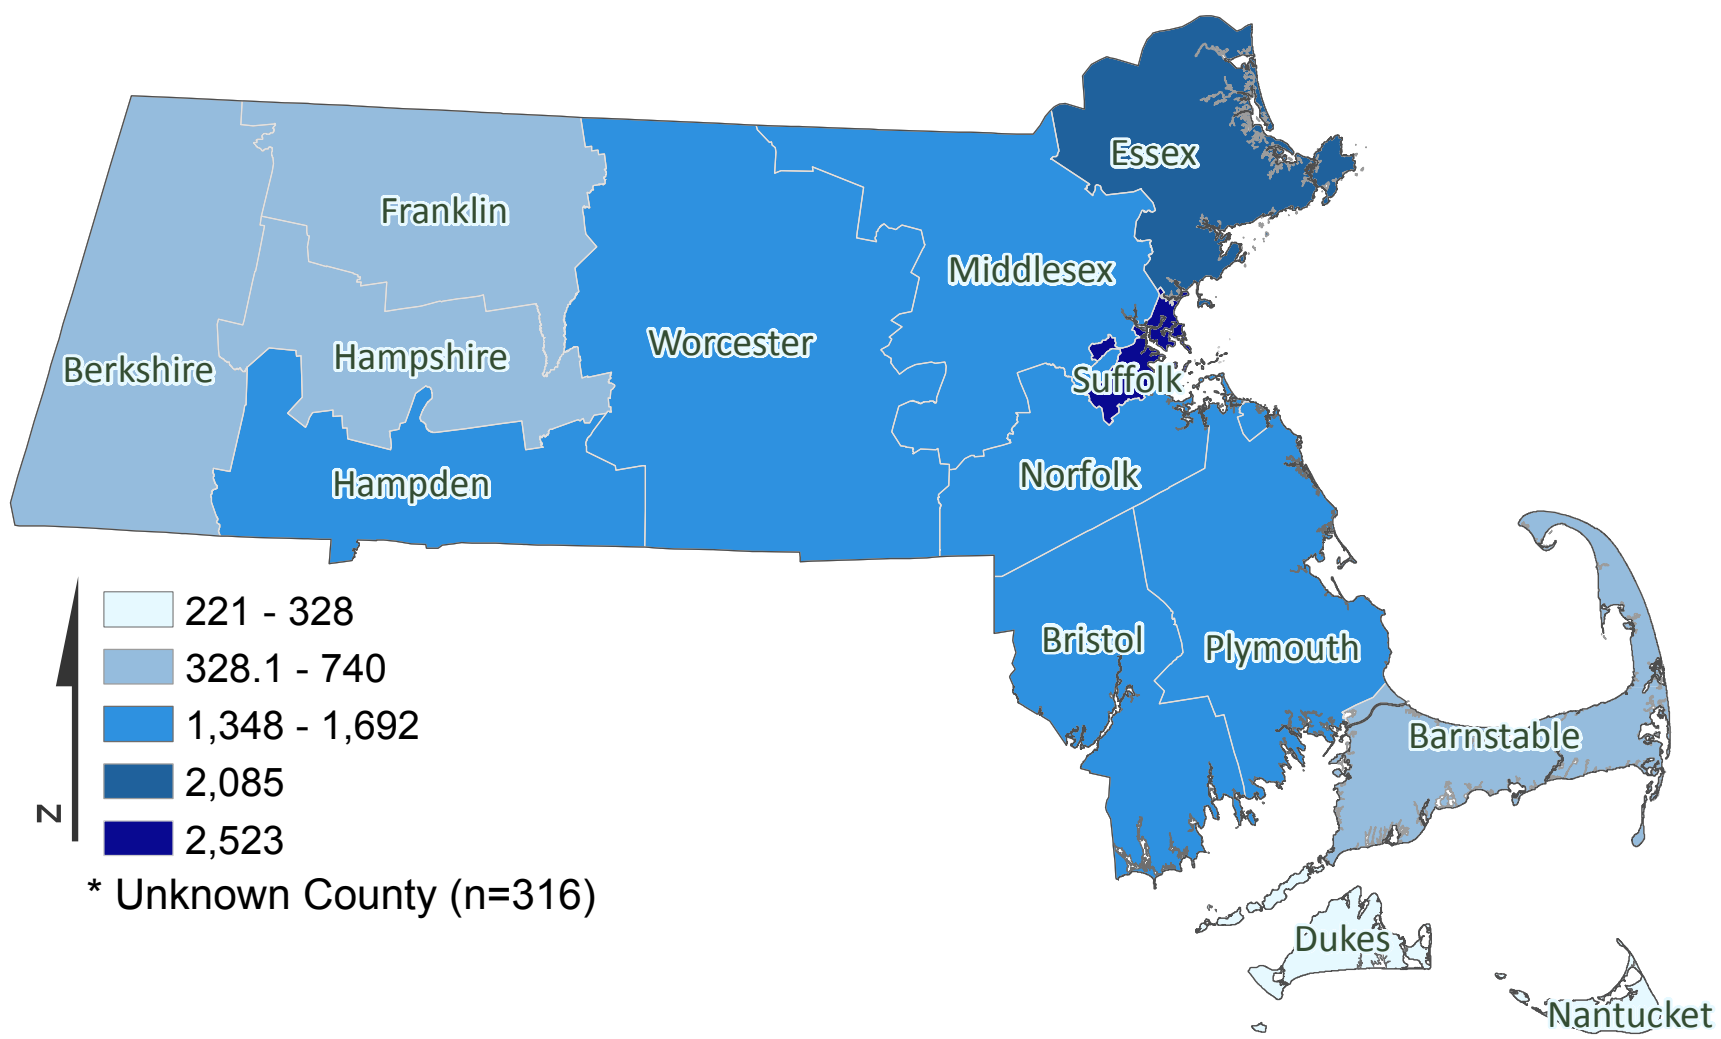 Essex
Franklin
Middlesex
Worcester
Hampshire
Berkshire
Suffolk
Norfolk
Hampden
221 - 328
Bristol
Plymouth
328.1 - 740
1,348 - 1,692
Barnstable
2,085
N
2,523
* Unknown County (n=316)
Dukes
Nantucket